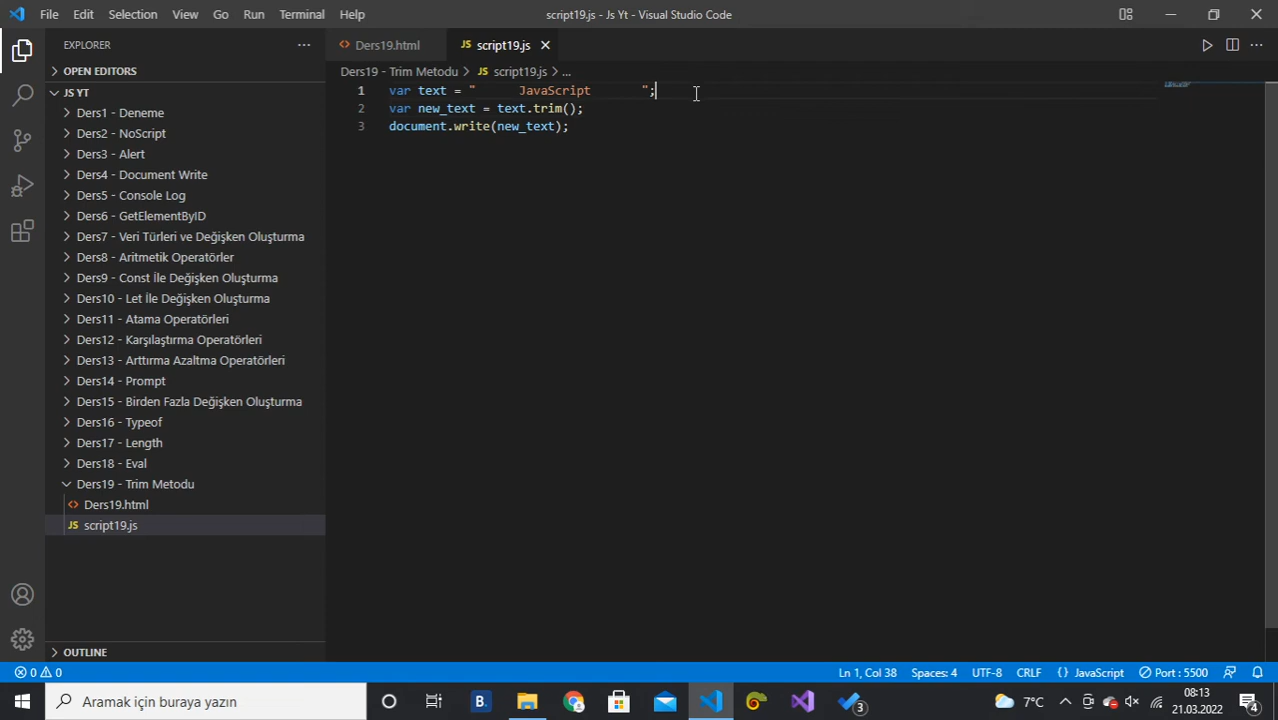 File Edit Selection View Go Run Terminal Help
script19.js - Js Yt - Visual Studio Code
EXPLORER
Ders19.html
JS script19.js
OPEN EDITORS
Ders19 - Trim Metodu > JS script19.js > ...
JS YT
1 var text = "      JavaScript       ";
2 var new_text = text.trim();
3 document.write(new_text);
Ders1 - Deneme
Ders2 - NoScript
Ders3 - Alert
Ders4 - Document Write
Ders5 - Console Log
Ders6 - GetElementByID
Ders7 - Veri Türleri ve Değişken Oluşturma
Ders8 - Aritmetik Operatörler
Ders9 - Const İle Değişken Oluşturma
Ders10 - Let İle Değişken Oluşturma
Ders11 - Atama Operatörleri
Ders12 - Karşılaştırma Operatörleri
Ders13 - Arttırma Azaltma Operatörleri
Ders14 - Prompt
Ders15 - Birden Fazla Değişken Oluşturma
Ders16 - Typeof
Ders17 - Length
Ders18 - Eval
Ders19 - Trim Metodu
Ders19.html
JS script19.js
OUTLINE
0 0
Ln 1, Col 38 Spaces: 4 UTF-8 CRLF {} JavaScript Port : 5500
Aramak için buraya yazın
B.
3
7°C
08:13
21.03.2022
4